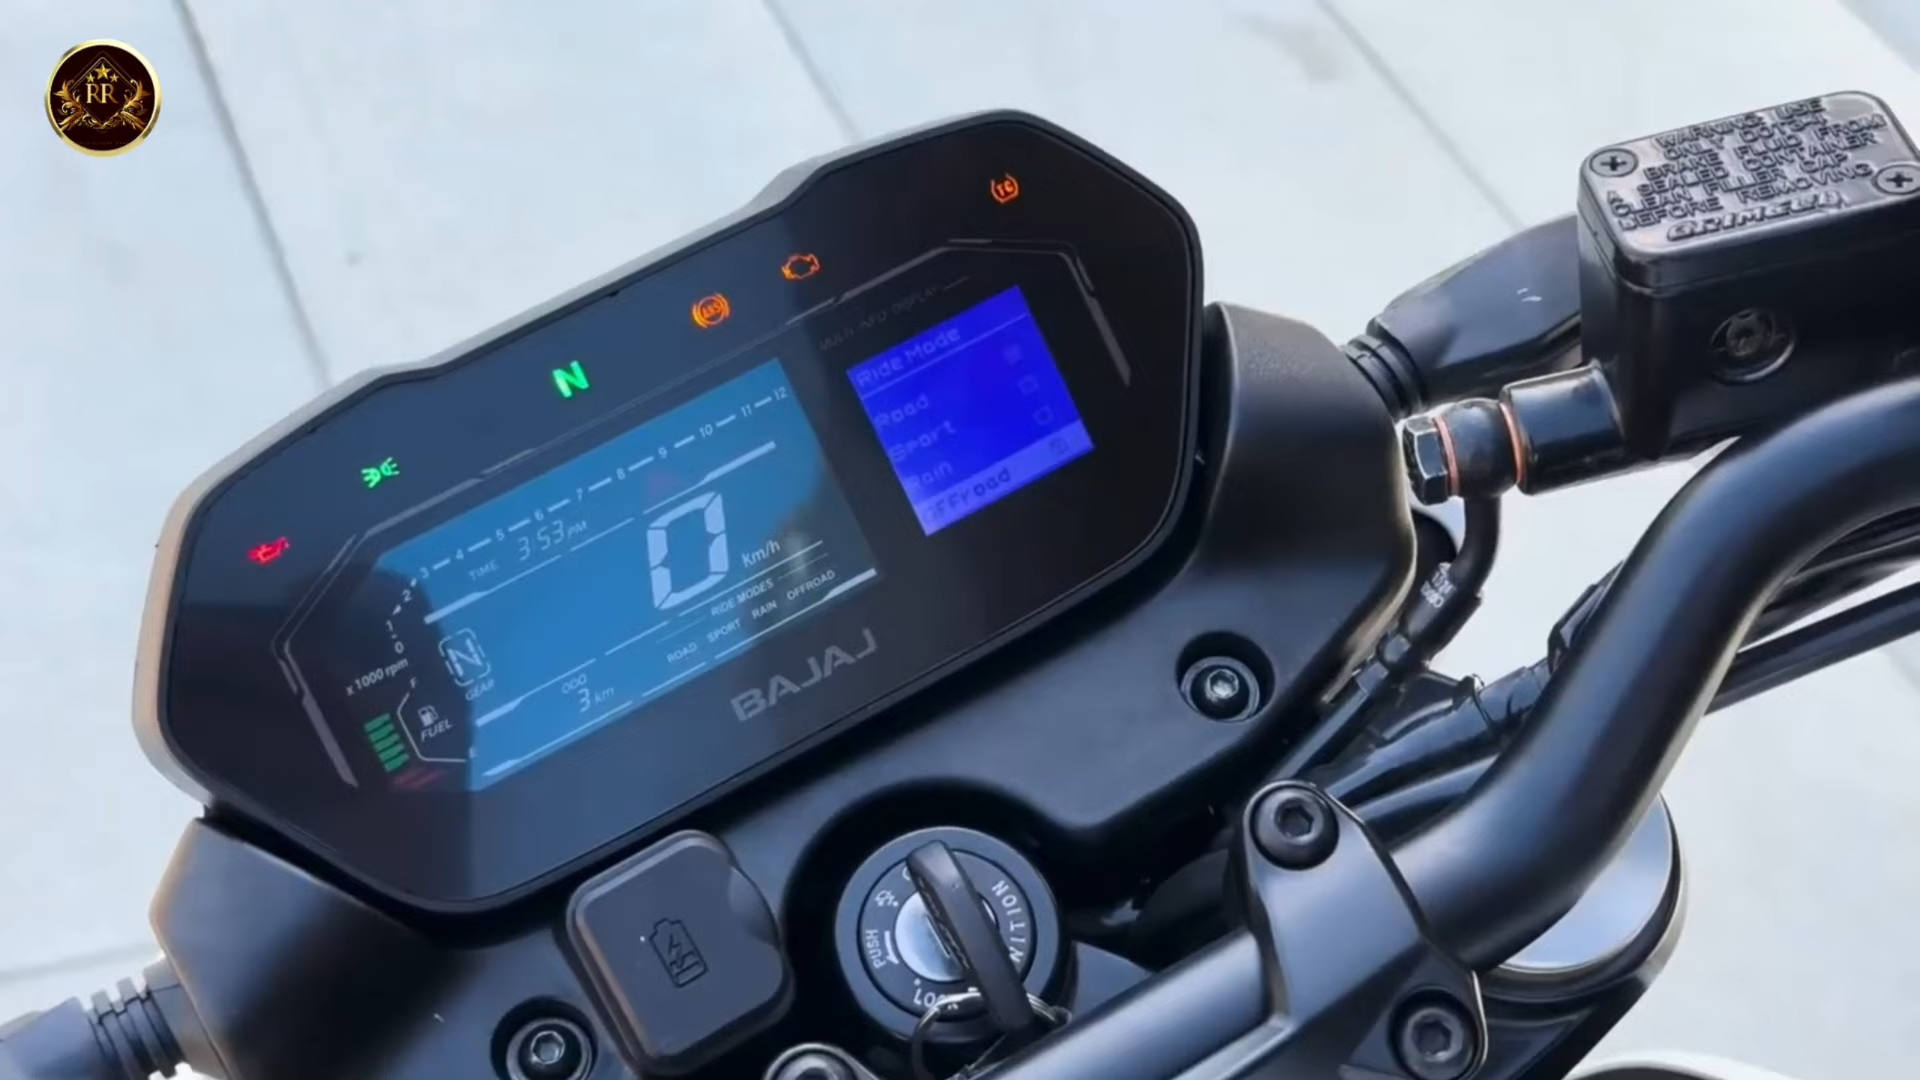 RR
WARNING. USE
ONLY DOT3/4
BRAKE FLUID FROM
A SEALED CONTAINER
CLEAN FILLER CAP
BEFORE REMOVING
GRIMECA
TC
ABS
N
MULTI INFO DISPLAY
Ride Mode
Road
Sport
Rain
OFFroad
0 1 2 3 4 5 6 7 8 9 10 11 12
x 1000 rpm
TIME 3:53 PM
0 km/h
RIDE MODES
ROAD SPORT RAIN OFFROAD
N
GEAR
ODO
3 km
F
FUEL
E
BAJAJ
IGNITION
PUSH